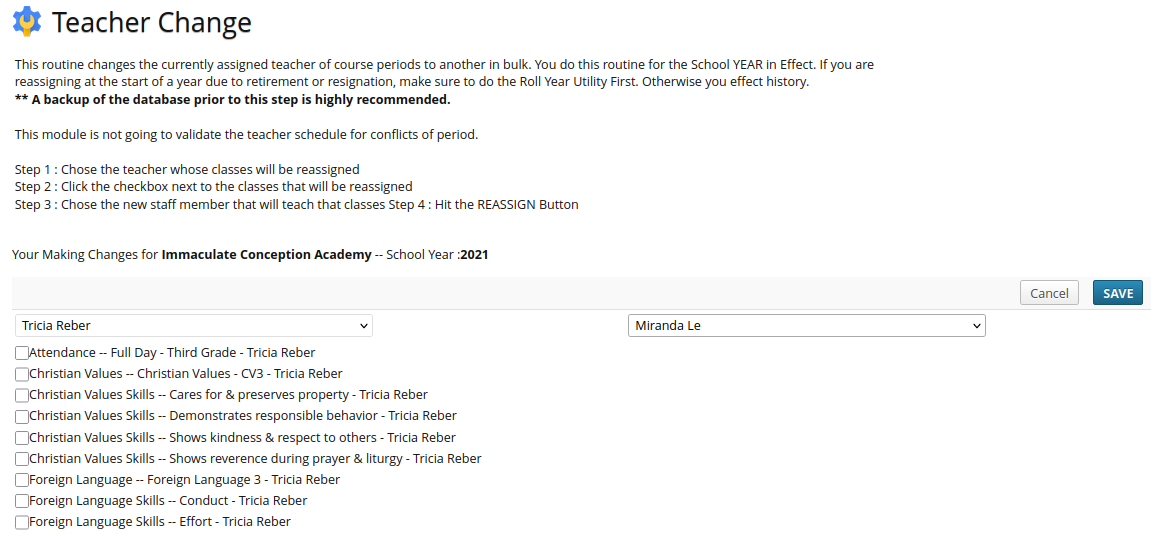 Teacher Change
This routine changes the currently assigned teacher of course periods to another in bulk. You do this routine for the School YEAR in Effect. If you are
reassigning at the start of a year due to retirement or resignation, make sure to do the Roll Year Utility First. Otherwise you effect history.
** A backup of the database prior to this step is highly recommended.
This module is not going to validate the teacher schedule for conflicts of period.
Step 1 : Chose the teacher whose classes will be reassigned
Step 2 : Click the checkbox next to the classes that will be reassigned
Step 3 : Chose the new staff member that will teach that classes Step 4 : Hit the REASSIGN Button
Your Making Changes for Immaculate Conception Academy -- School Year :2021
Cancel SAVE
Tricia Reber Miranda Le
Attendance -- Full Day - Third Grade - Tricia Reber
Christian Values -- Christian Values - CV3 - Tricia Reber
Christian Values Skills -- Cares for & preserves property - Tricia Reber
Christian Values Skills -- Demonstrates responsible behavior - Tricia Reber
Christian Values Skills -- Shows kindness & respect to others - Tricia Reber
Christian Values Skills -- Shows reverence during prayer & liturgy - Tricia Reber
Foreign Language -- Foreign Language 3 - Tricia Reber
Foreign Language Skills -- Conduct - Tricia Reber
Foreign Language Skills -- Effort - Tricia Reber